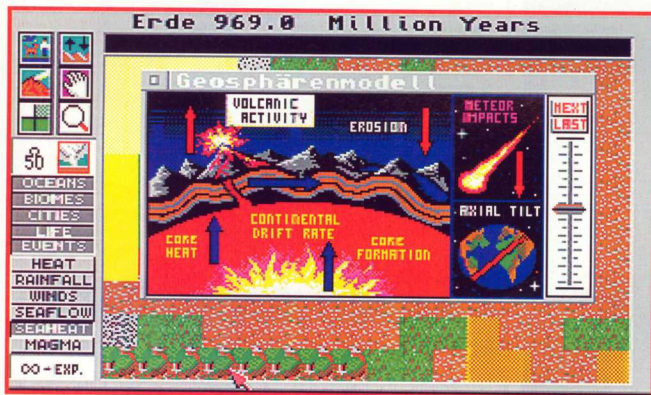 Erde 969.0 Million Years
Geosphärenmodell
VOLCANIC
ACTIVITY
EROSION
METEOR
IMPACTS
NEXT
LAST
CONTINENTAL
DRIFT RATE
CORE
HEAT
CORE
FORMATION
AXIAL TILT
50
OCEANS
BIOMES
CITIES
LIFE
EVENTS
HEAT
RAINFALL
WINDS
SEAFLOW
SEAHEAT
MAGMA
∞-EXP.